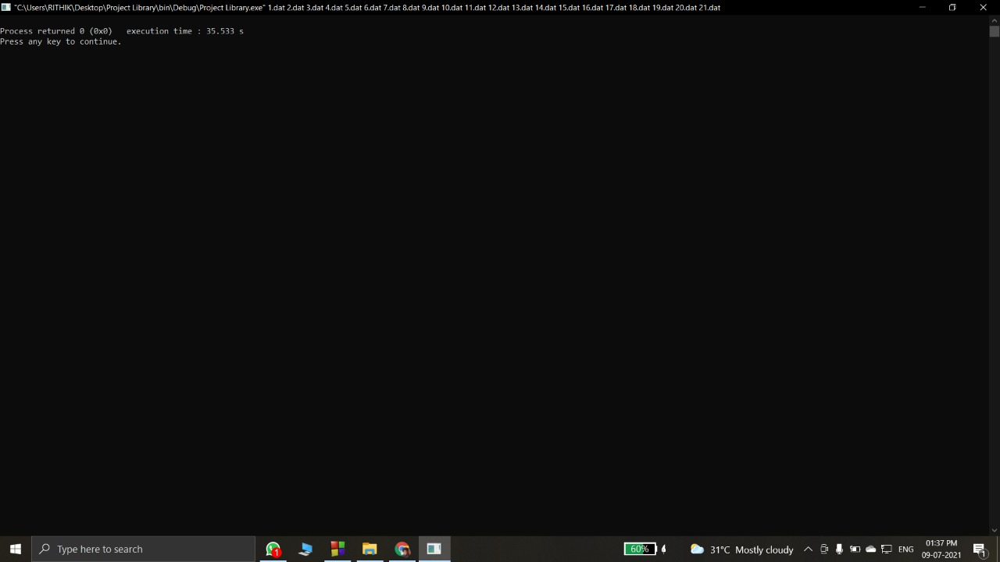 "C:\Users\RITHIK\Desktop\Project Library\bin\Debug\Project Library.exe" 1.dat 2.dat 3.dat 4.dat 5.dat 6.dat 7.dat 8.dat 9.dat 10.dat 11.dat 12.dat 13.dat 14.dat 15.dat 16.dat 17.dat 18.dat 19.dat 20.dat 21.dat
Process returned 0 (0x0)   execution time : 35.533 s
Press any key to continue.
Type here to search
1
60%
31°C Mostly cloudy
ENG
01:37 PM
09-07-2021
1